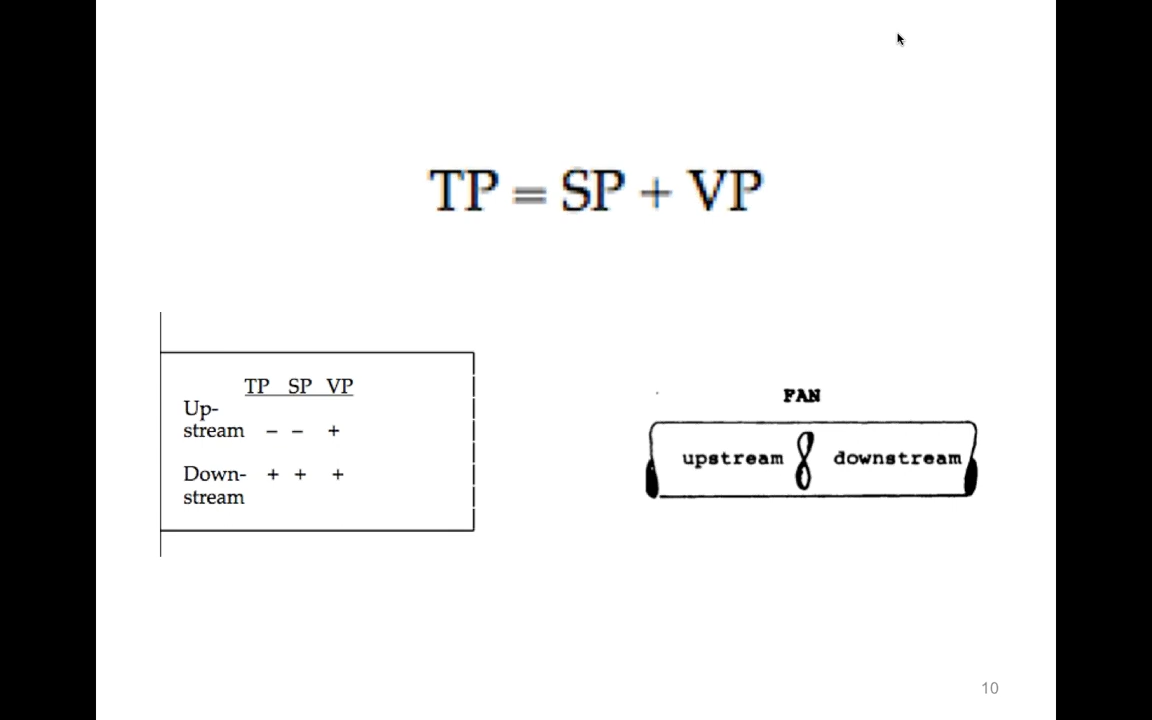 TP = SP + VP
TP SP VP
Up-
stream – – +
Down- + + +
stream
FAN
upstream downstream
10